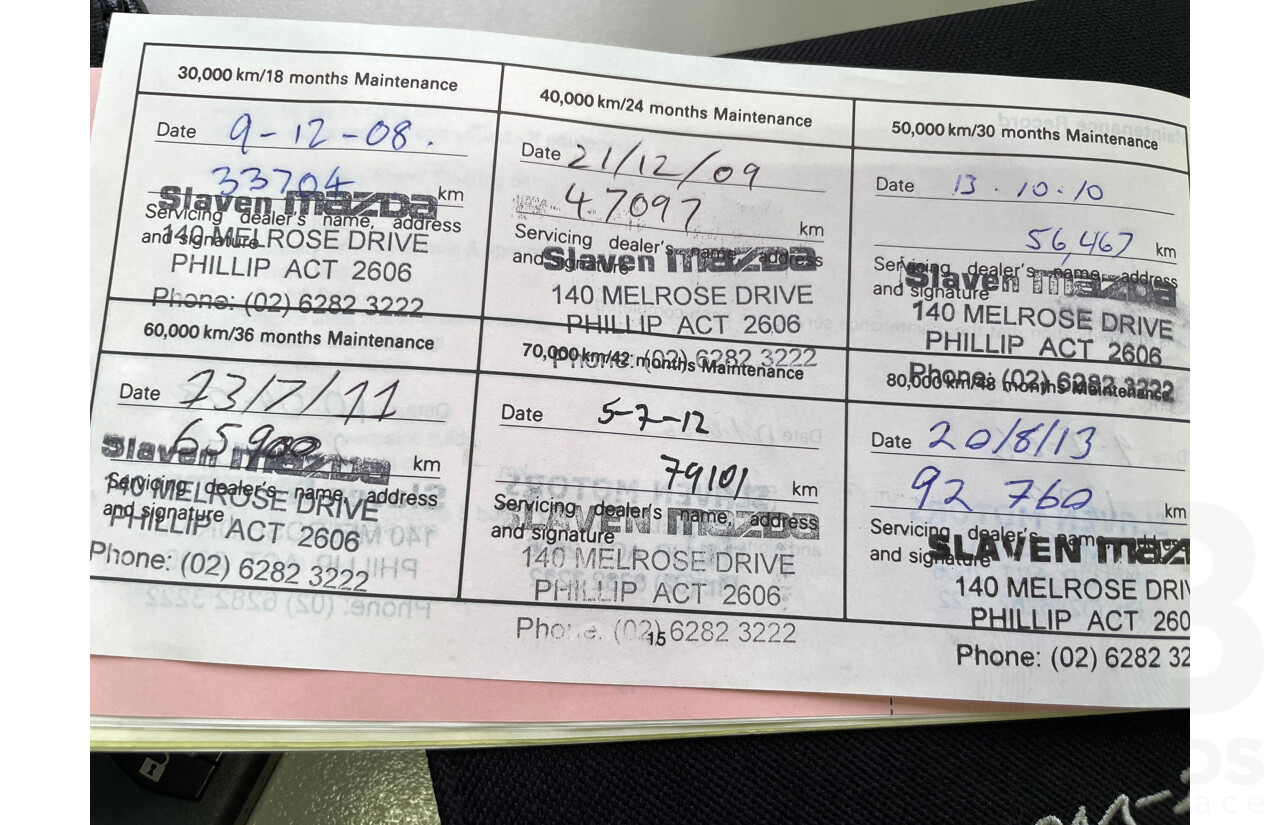 30,000 km/18 months Maintenance
Date 9-12-08.
33704 km
Servicing dealer's name, address
and signature
Slaven mazda
140 MELROSE DRIVE
PHILLIP ACT 2606
Phone: (02) 6282 3222
40,000 km/24 months Maintenance
Date 21/12/09
47097 km
Servicing dealer's name, address
and signature
Slaven mazda
140 MELROSE DRIVE
PHILLIP ACT 2606
Phone: (02) 6282 3222
50,000 km/30 months Maintenance
Date 13.10.10
56,467 km
Servicing dealer's name, address
and signature
Slaven mazda
140 MELROSE DRIVE
PHILLIP ACT 2606
Phone: (02) 6282 3222
60,000 km/36 months Maintenance
Date 13/7/11
65900 km
Servicing dealer's name, address
and signature
Slaven mazda
140 MELROSE DRIVE
PHILLIP ACT 2606
Phone: (02) 6282 3222
70,000 km/42 months Maintenance
Date 5-7-12
79101 km
Servicing dealer's name, address
and signature
SLAVEN mazda
140 MELROSE DRIVE
PHILLIP ACT 2606
Phone: (02) 6282 3222
80,000 km/48 months Maintenance
Date 20/8/13
92 760 km
Servicing dealer's name, address
and signature
SLAVEN maz
140 MELROSE DRIV
PHILLIP ACT 260
Phone: (02) 6282 32
15